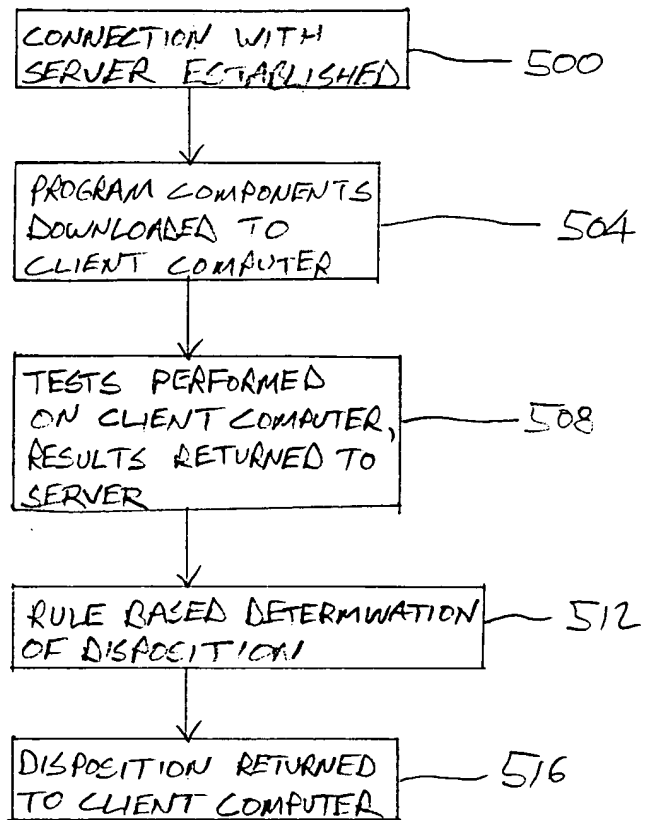 CONNECTION WITH
SERVER ESTABLISHED
500
PROGRAM COMPONENTS
DOWNLOADED TO
CLIENT COMPUTER
504
TESTS PERFORMED
ON CLIENT COMPUTER,
RESULTS RETURNED TO
SERVER
508
RULE BASED DETERMINATION
OF DISPOSITION
512
DISPOSITION RETURNED
TO CLIENT COMPUTER
516